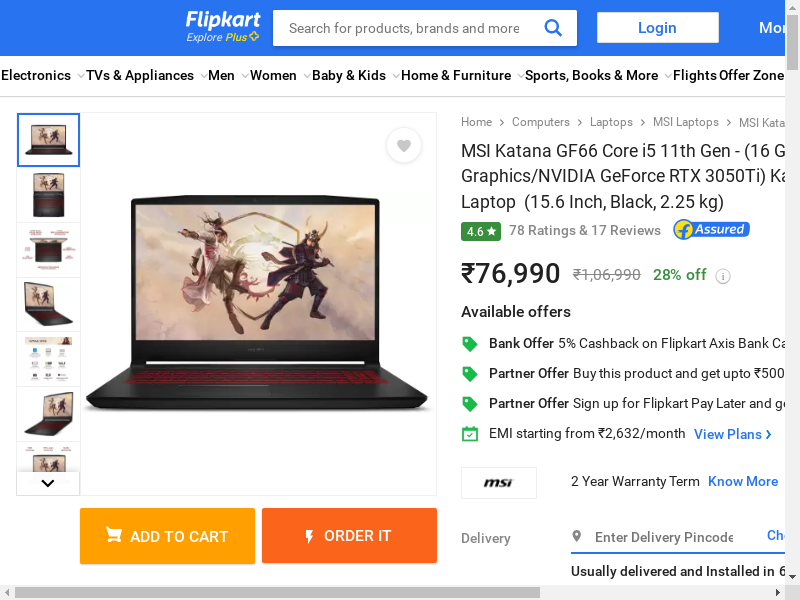 Flipkart
Explore Plus
Search for products, brands and more
Login
Mor
Electronics
TVs & Appliances
Men
Women
Baby & Kids
Home & Furniture
Sports, Books & More
Flights
Offer Zone
Home
Computers
Laptops
MSI Laptops
MSI Kata
MSI Katana GF66 Core i5 11th Gen - (16 G
Graphics/NVIDIA GeForce RTX 3050Ti) Ka
Laptop (15.6 Inch, Black, 2.25 kg)
4.6
78 Ratings & 17 Reviews
Assured
₹76,990
₹1,06,990
28% off
Available offers
Bank Offer 5% Cashback on Flipkart Axis Bank Ca
Partner Offer Buy this product and get upto ₹500
Partner Offer Sign up for Flipkart Pay Later and ge
EMI starting from ₹2,632/month
View Plans
msi
2 Year Warranty Term
Know More
ADD TO CART
ORDER IT
Delivery
Enter Delivery Pincode
Che
Usually delivered and Installed in 6